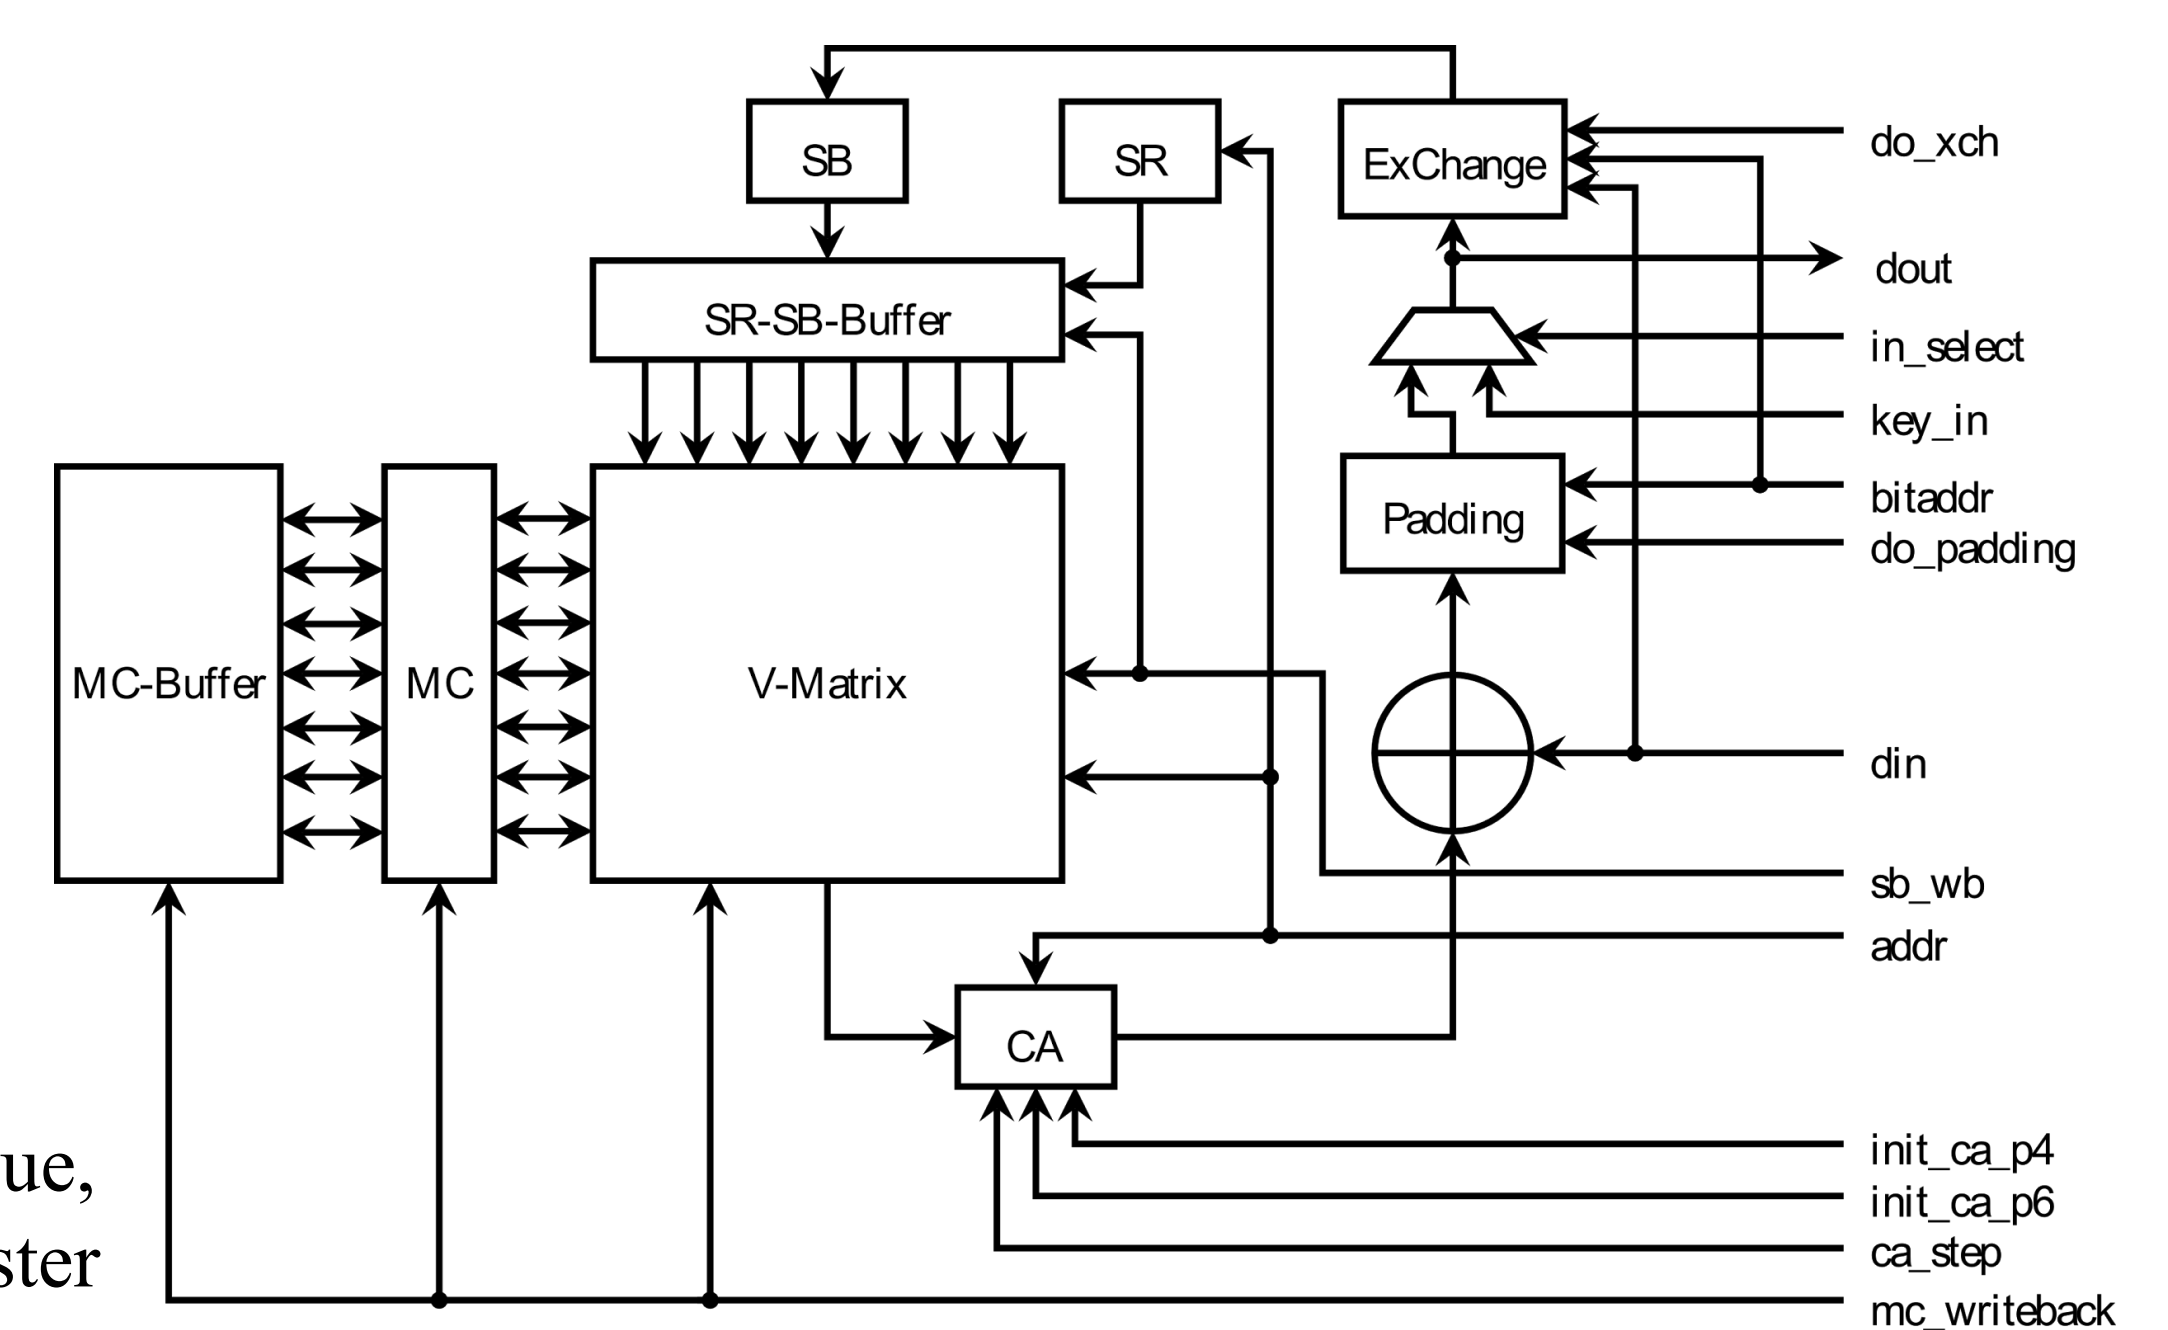 SB
SR
ExChange
do_xch
dout
SR-SB-Buffer
in_select
key_in
Padding
bitaddr
do_padding
MC-Buffer
MC
V-Matrix
din
sb_wb
addr
CA
init_ca_p4
init_ca_p6
ca_step
mc_writeback
ue,
ster